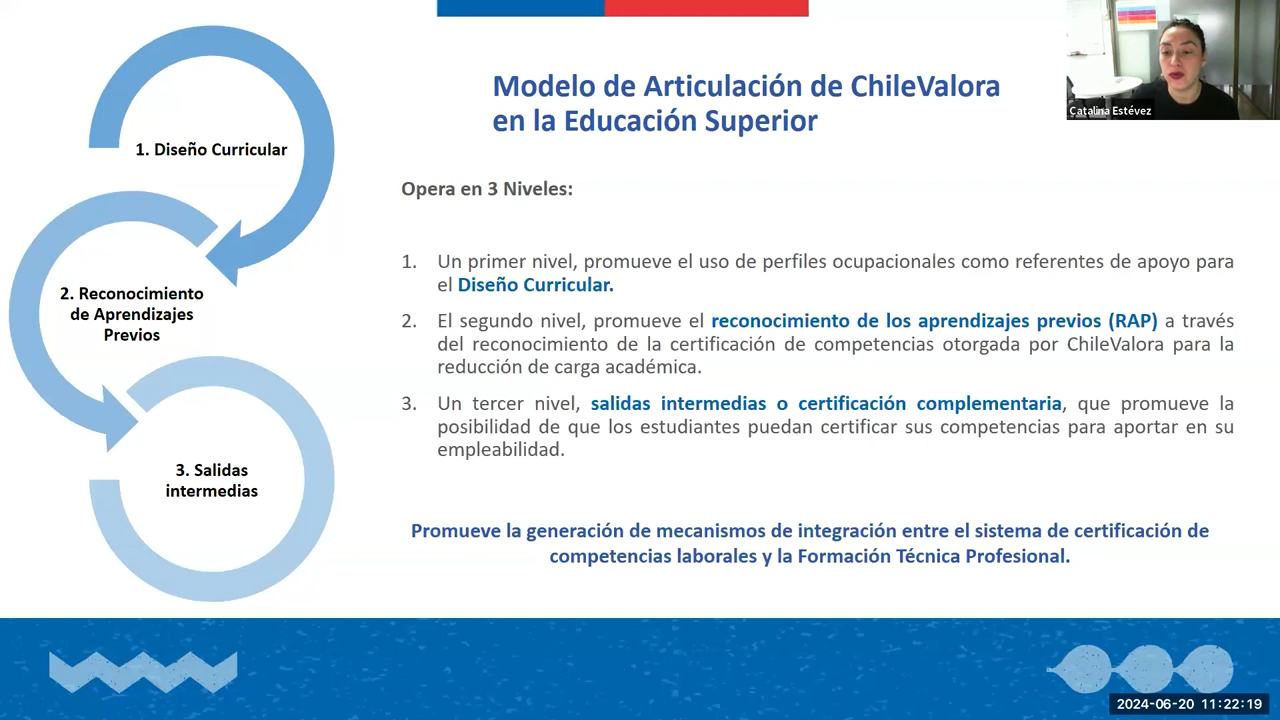 Modelo de Articulación de ChileValora
en la Educación Superior
Catalina Estévez
1. Diseño Curricular
2. Reconocimiento
de Aprendizajes
Previos
3. Salidas
intermedias
Opera en 3 Niveles:
1. Un primer nivel, promueve el uso de perfiles ocupacionales como referentes de apoyo para
el Diseño Curricular.
2. El segundo nivel, promueve el reconocimiento de los aprendizajes previos (RAP) a través
del reconocimiento de la certificación de competencias otorgada por ChileValora para la
reducción de carga académica.
3. Un tercer nivel, salidas intermedias o certificación complementaria, que promueve la
posibilidad de que los estudiantes puedan certificar sus competencias para aportar en su
empleabilidad.
Promueve la generación de mecanismos de integración entre el sistema de certificación de
competencias laborales y la Formación Técnica Profesional.
2024-06-20 11:22:19